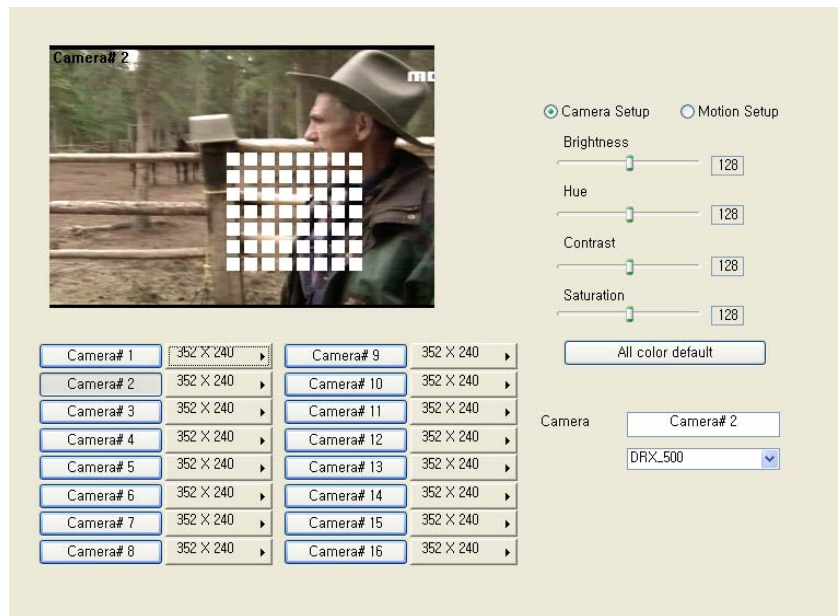 Camera# 2
Camera Setup
Motion Setup
Brightness
128
Hue
128
Contrast
128
Saturation
128
All color default
Camera# 1 352 X 240 Camera# 9 352 X 240
Camera# 2 352 X 240 Camera# 10 352 X 240
Camera# 3 352 X 240 Camera# 11 352 X 240
Camera# 4 352 X 240 Camera# 12 352 X 240
Camera# 5 352 X 240 Camera# 13 352 X 240
Camera# 6 352 X 240 Camera# 14 352 X 240
Camera# 7 352 X 240 Camera# 15 352 X 240
Camera# 8 352 X 240 Camera# 16 352 X 240
Camera Camera# 2
DRX_500